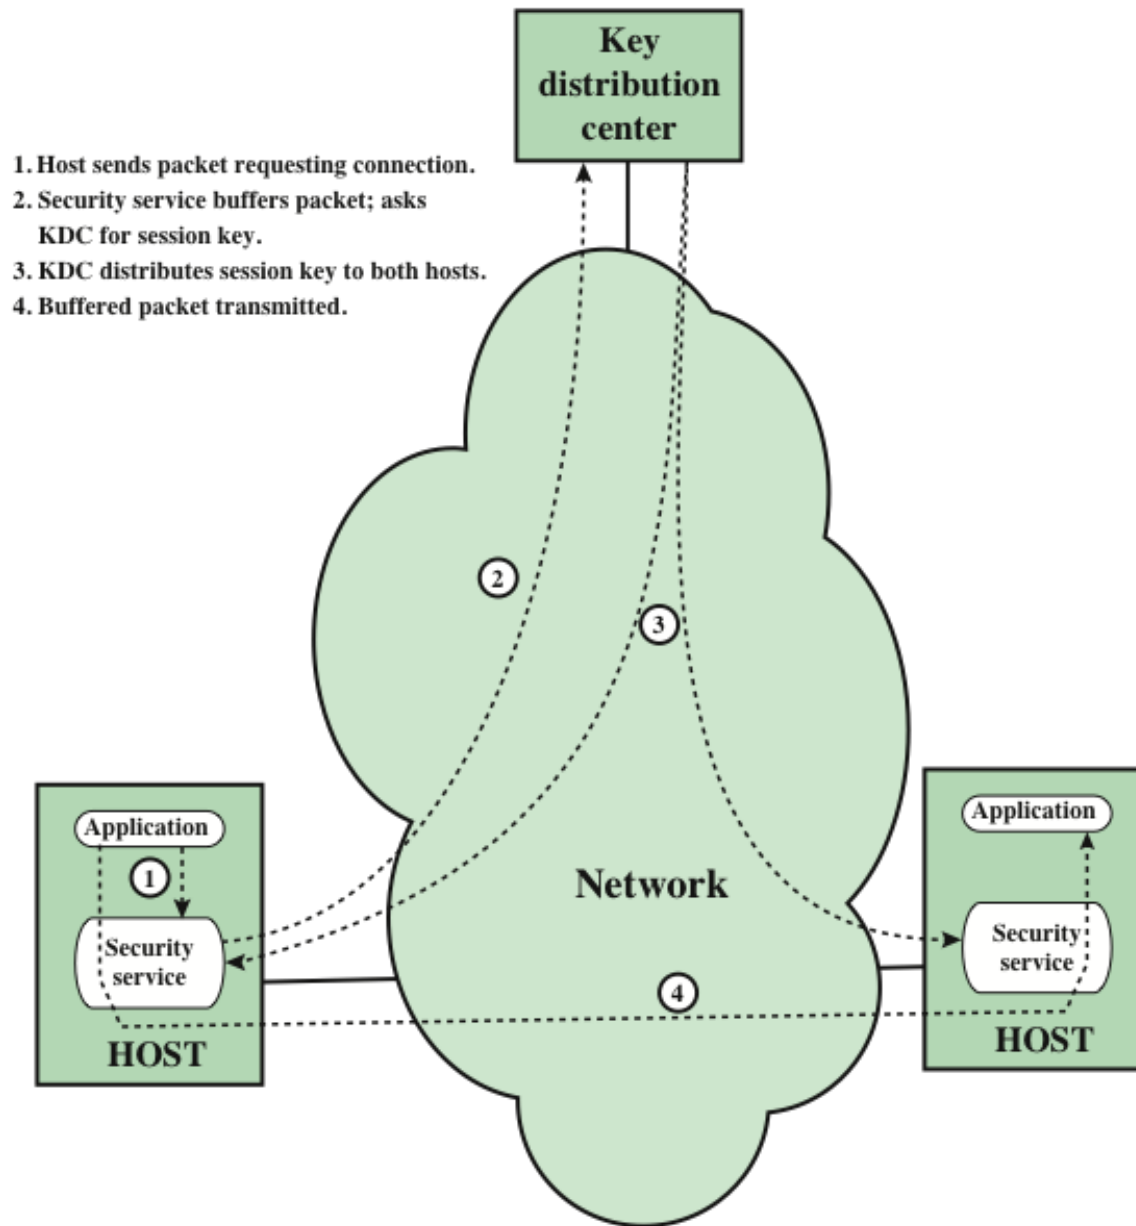 Key
distribution
center
1. Host sends packet requesting connection.
2. Security service buffers packet; asks
KDC for session key.
3. KDC distributes session key to both hosts.
4. Buffered packet transmitted.
2
3
Application
1
Security
service
HOST
Network
4
Application
Security
service
HOST